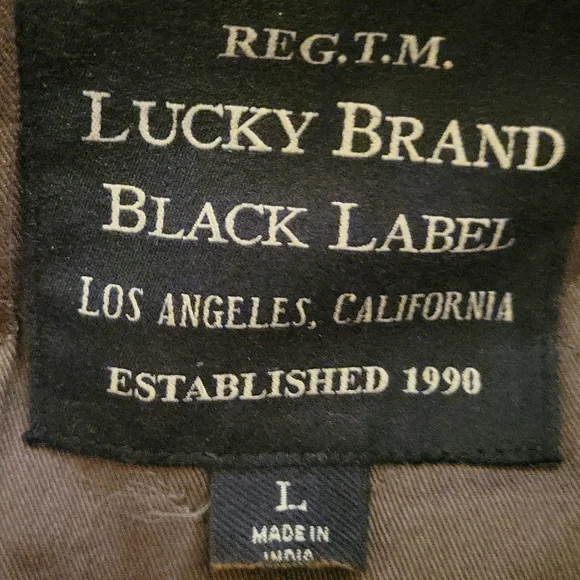 REG.T.M.
LUCKY BRAND
BLACK LABEL
LOS ANGELES, CALIFORNIA
ESTABLISHED 1990
L
MADE IN
INDIA